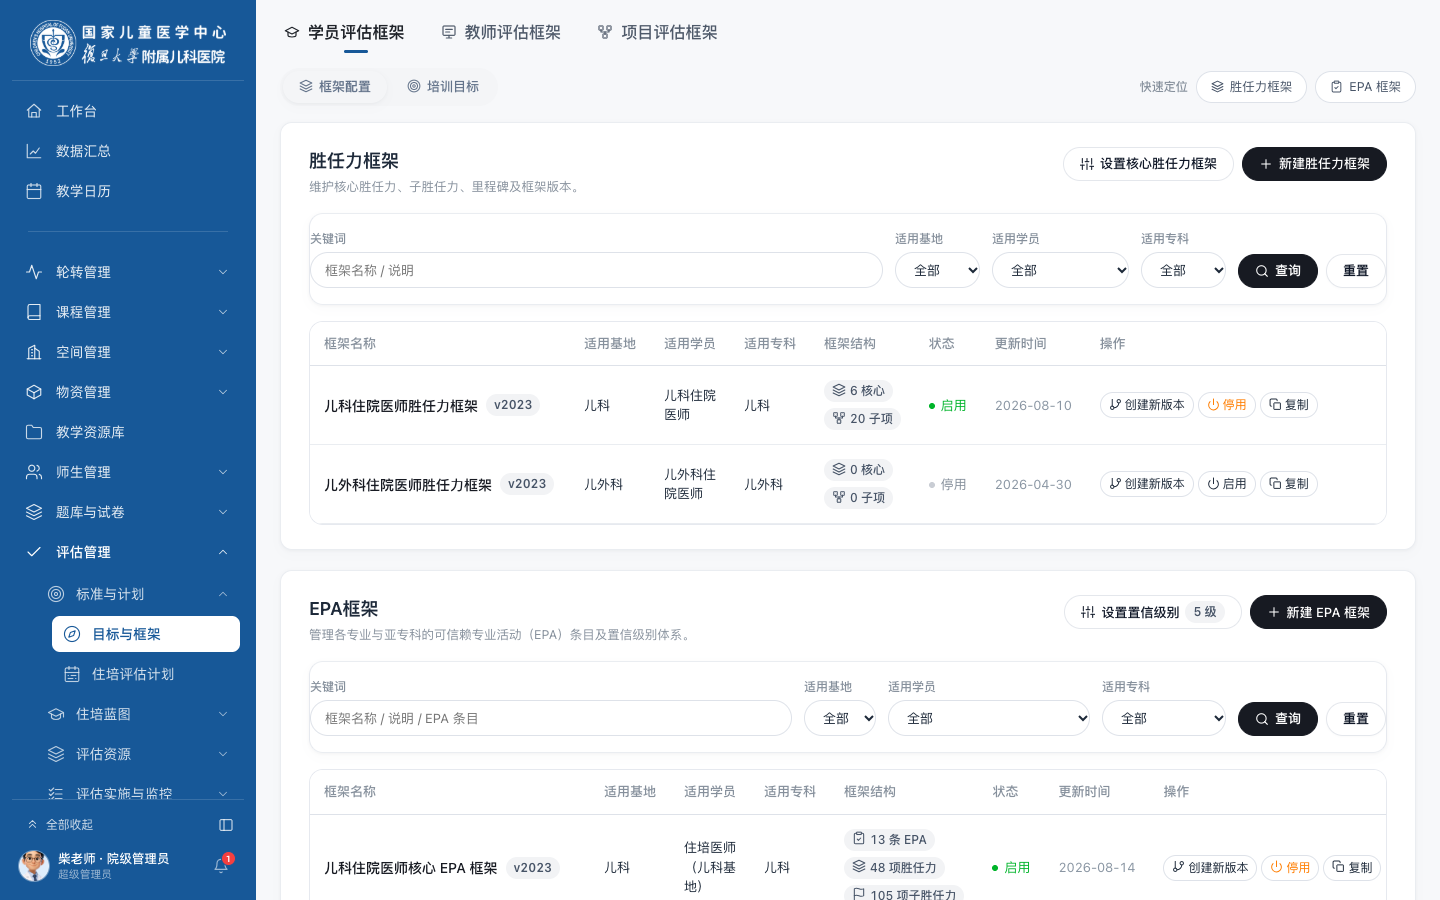 国家儿童医学中心
復旦大学附属儿科医院
1952
工作台
数据汇总
教学日历
轮转管理
课程管理
空间管理
物资管理
教学资源库
师生管理
题库与试卷
评估管理
标准与计划
目标与框架
住培评估计划
住培蓝图
评估资源
评估实施与监控
全部收起
柴老师 · 院级管理员
超级管理员
1
学员评估框架 教师评估框架 项目评估框架
框架配置 培训目标
快速定位 胜任力框架 EPA 框架
胜任力框架
维护核心胜任力、子胜任力、里程碑及框架版本。
设置核心胜任力框架 新建胜任力框架
关键词 适用基地 适用学员 适用专科
框架名称 / 说明 全部 全部 全部 查询 重置
框架名称 适用基地 适用学员 适用专科 框架结构 状态 更新时间 操作
儿科住院医师胜任力框架 v2023 儿科 儿科住院医师 儿科 6 核心 20 子项 启用 2026-08-10 创建新版本 停用 复制
儿外科住院医师胜任力框架 v2023 儿外科 儿外科住院医师 儿外科 0 核心 0 子项 停用 2026-04-30 创建新版本 启用 复制
EPA框架
管理各专业与亚专科的可信赖专业活动（EPA）条目及置信级别体系。
设置置信级别 5 级 新建 EPA 框架
关键词 适用基地 适用学员 适用专科
框架名称 / 说明 / EPA 条目 全部 全部 全部 查询 重置
框架名称 适用基地 适用学员 适用专科 框架结构 状态 更新时间 操作
儿科住院医师核心 EPA 框架 v2023 儿科 住培医师（儿科基地） 儿科 13 条 EPA 48 项胜任力 105 项子胜任力 启用 2026-08-14 创建新版本 停用 复制